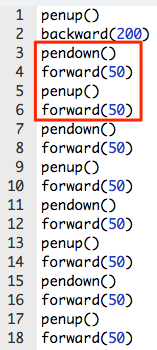 1 penup()
2 backward(200)
3 pendown()
4 forward(50)
5 penup()
6 forward(50)
7 pendown()
8 forward(50)
9 penup()
10 forward(50)
11 pendown()
12 forward(50)
13 penup()
14 forward(50)
15 pendown()
16 forward(50)
17 penup()
18 forward(50)